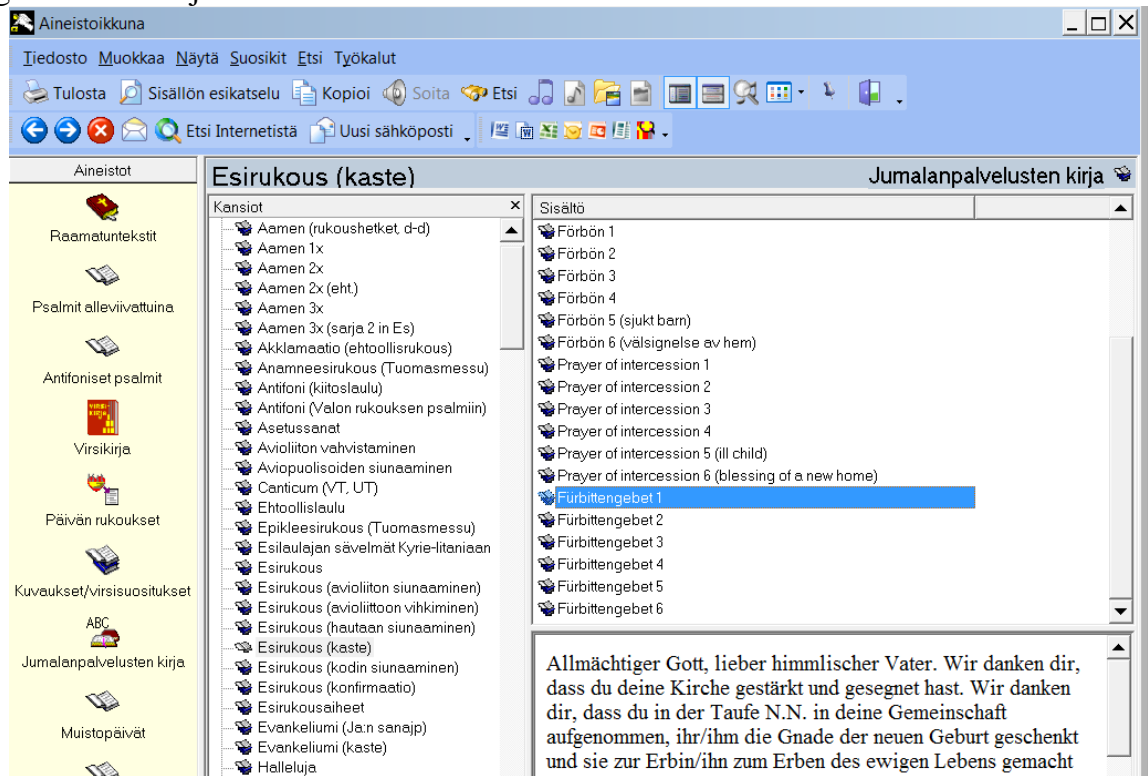 Aineistoikkuna
Tiedosto Muokkaa Näytä Suosikit Etsi Työkalut
Tulosta Sisällön esikatselu Kopioi Soita Etsi
Etsi Internetistä Uusi sähköposti
Aineistot
Raamatuntekstit
Psalmit alleviivattuina
Antifoniset psalmit
Virsikirja
Päivän rukoukset
Kuvaukset/virsisuositukset
ABC
Jumalanpalvelusten kirja
Muistopäivät
Esirukous (kaste)
Jumalanpalvelusten kirja
Kansiot
Aamen (rukoushetket, d-d)
Aamen 1x
Aamen 2x
Aamen 2x (eht.)
Aamen 3x
Aamen 3x (sarja 2 in Es)
Akklamaatio (ehtoollisrukous)
Anamneesirukous (Tuomasmessu)
Antifoni (kiitoslaulu)
Antifoni (Valon rukouksen psalmiin)
Asetussanat
Avioliiton vahvistaminen
Aviopuolisoiden siunaaminen
Canticum (VT, UT)
Ehtoollislaulu
Epikleesirukous (Tuomasmessu)
Esilaulajan sävelmät Kyrie-litaniaan
Esirukous
Esirukous (avioliiton siunaaminen)
Esirukous (avioliittoon vihkiminen)
Esirukous (hautaan siunaaminen)
Esirukous (kaste)
Esirukous (kodin siunaaminen)
Esirukous (konfirmaatio)
Esirukousaiheet
Evankeliumi (Ja:n sanajp)
Evankeliumi (kaste)
Halleluja
Sisältö
Förbön 1
Förbön 2
Förbön 3
Förbön 4
Förbön 5 (sjukt barn)
Förbön 6 (välsignelse av hem)
Prayer of intercession 1
Prayer of intercession 2
Prayer of intercession 3
Prayer of intercession 4
Prayer of intercession 5 (ill child)
Prayer of intercession 6 (blessing of a new home)
Fürbittengebet 1
Fürbittengebet 2
Fürbittengebet 3
Fürbittengebet 4
Fürbittengebet 5
Fürbittengebet 6
Allmächtiger Gott, lieber himmlischer Vater. Wir danken dir,
dass du deine Kirche gestärkt und gesegnet hast. Wir danken
dir, dass du in der Taufe N.N. in deine Gemeinschaft
aufgenommen, ihr/ihm die Gnade der neuen Geburt geschenkt
und sie zur Erbin/ihn zum Erben des ewigen Lebens gemacht